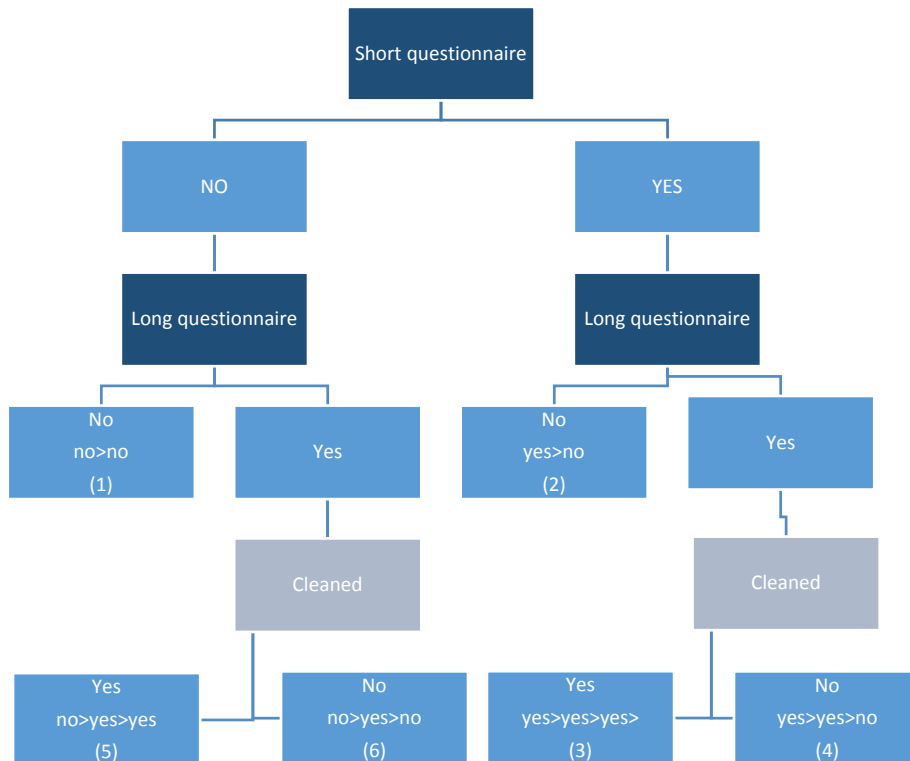 Short questionnaire
NO
YES
Long questionnaire
Long questionnaire
No
no>no
(1)
Yes
No
yes>no
(2)
Yes
Cleaned
Cleaned
Yes
no>yes>yes
(5)
No
no>yes>no
(6)
Yes
yes>yes>yes>
(3)
No
yes>yes>no
(4)